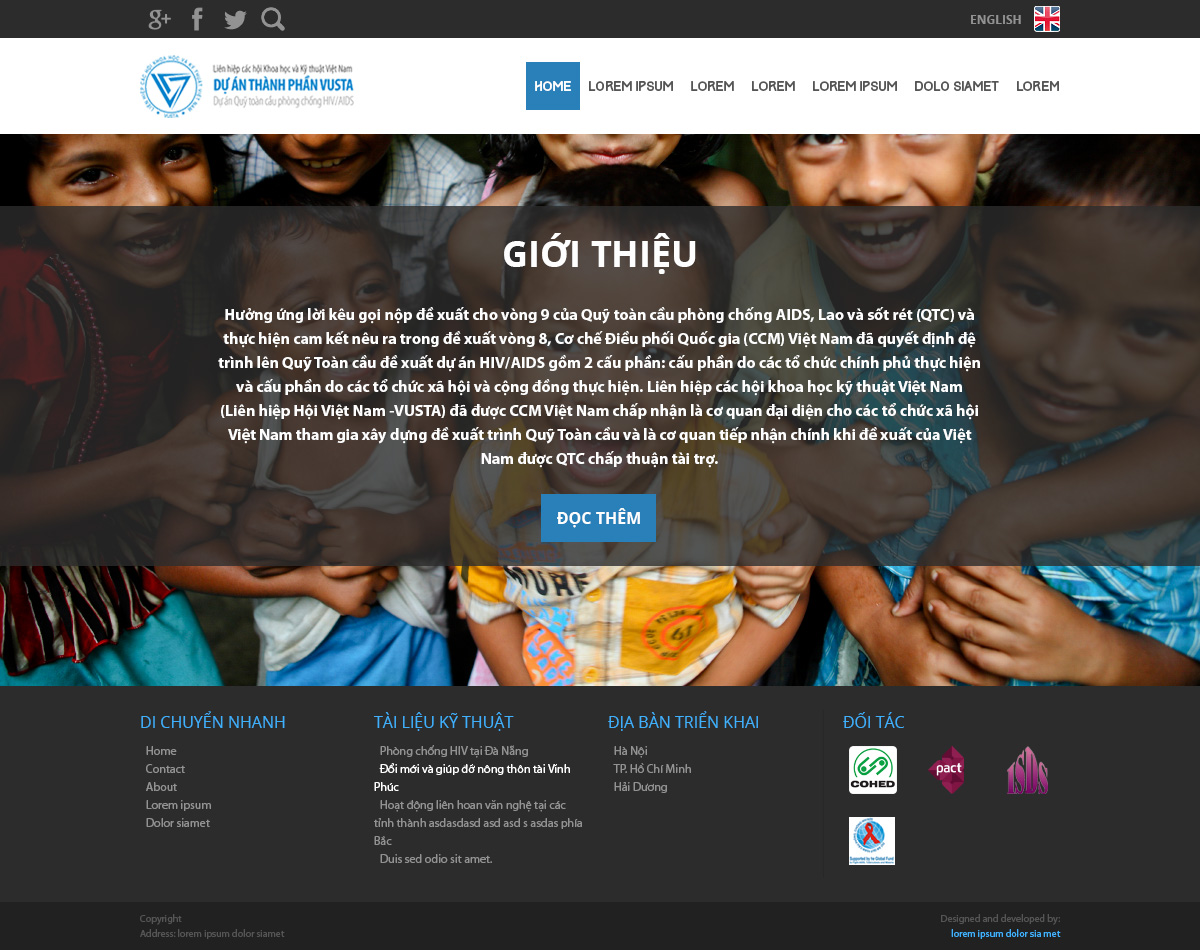 ENGLISH
Liên hiệp các hội Khoa học và Kỹ thuật Việt Nam
DỰ ÁN THÀNH PHẦN VUSTA
Dự án Quỹ toàn cầu phòng chống HIV/AIDS
VUSTA
HOME LOREM IPSUM LOREM LOREM LOREM IPSUM DOLO SIAMET LOREM
GIỚI THIỆU
Hưởng ứng lời kêu gọi nộp đề xuất cho vòng 9 của Quỹ toàn cầu phòng chống AIDS, Lao và sốt rét (QTC) và
thực hiện cam kết nêu ra trong đề xuất vòng 8, Cơ chế Điều phối Quốc gia (CCM) Việt Nam đã quyết định đệ
trình lên Quỹ Toàn cầu đề xuất dự án HIV/AIDS gồm 2 cấu phần: cấu phần do các tổ chức chính phủ thực hiện
và cấu phần do các tổ chức xã hội và cộng đồng thực hiện. Liên hiệp các hội khoa học kỹ thuật Việt Nam
(Liên hiệp Hội Việt Nam -VUSTA) đã được CCM Việt Nam chấp nhận là cơ quan đại diện cho các tổ chức xã hội
Việt Nam tham gia xây dựng đề xuất trình Quỹ Toàn cầu và là cơ quan tiếp nhận chính khi đề xuất của Việt
Nam được QTC chấp thuận tài trợ.
ĐỌC THÊM
DI CHUYỂN NHANH
Home
Contact
About
Lorem ipsum
Dolor siamet
TÀI LIỆU KỸ THUẬT
Phòng chống HIV tại Đà Nẵng
Đổi mới và giúp đỡ nông thôn tài Vính
Phúc
Hoạt động liên hoan văn nghệ tại các
tỉnh thành asdasdasd asd asd s asdas phía
Bắc
Duis sed odio sit amet.
ĐỊA BÀN TRIỂN KHAI
Hà Nội
TP. Hồ Chí Minh
Hải Dương
ĐỐI TÁC
COHED
pact
isds
Copyright
Address: lorem ipsum dolor siamet
Designed and developed by:
lorem ipsum dolor sia met